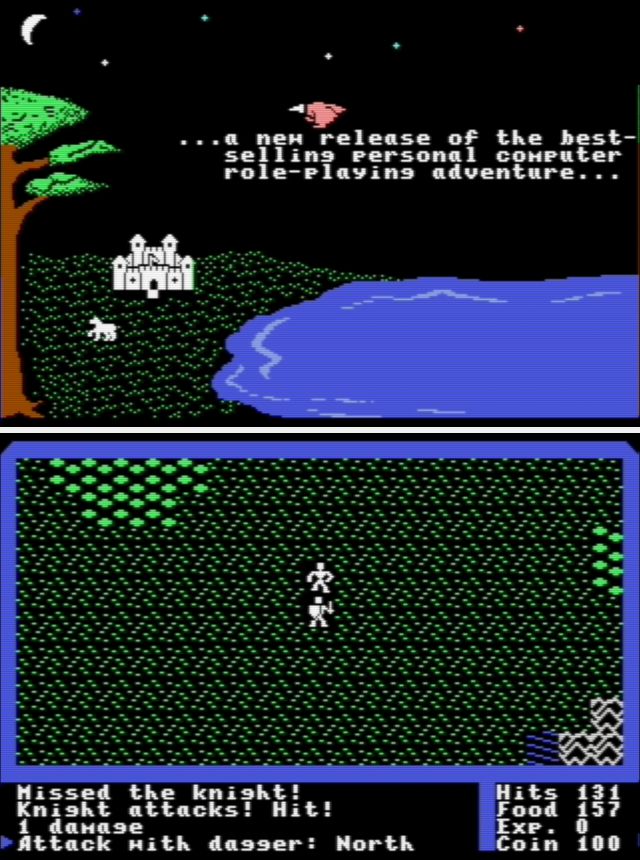 ...a new release of the best-
selling personal computer
role-playing adventure...
Missed the knight!
Knight attacks! Hit!
1 damage
Attack with dagger: North
Hits 131
Food 157
Exp. 0
Coin 100